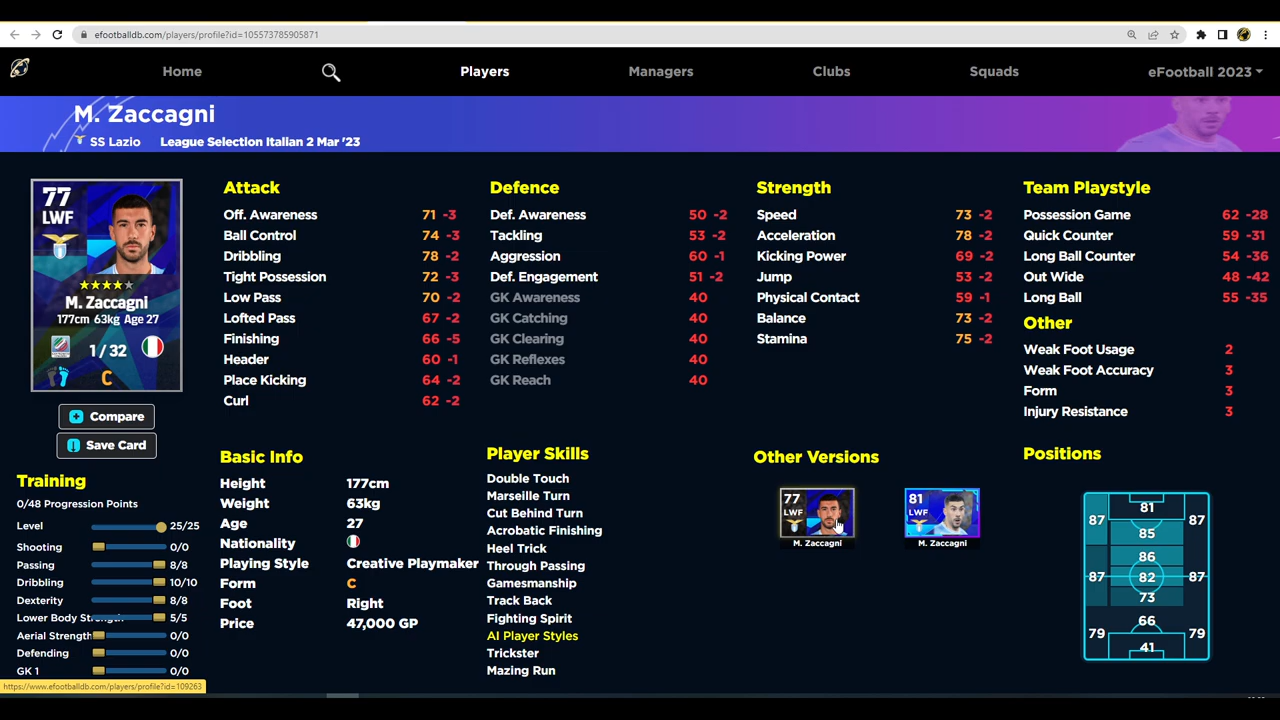 efootballdb.com/players/profile?id=105573785905871
Home
Players
Managers
Clubs
Squads
eFootball 2023
M. Zaccagni
SS Lazio
League Selection Italian 2 Mar '23
77
LWF
M. Zaccagni
177cm 63kg Age 27
1 / 32
C
Compare
Save Card
Attack
Off. Awareness 71 -3
Ball Control 74 -3
Dribbling 78 -2
Tight Possession 72 -3
Low Pass 70 -2
Lofted Pass 67 -2
Finishing 66 -5
Header 60 -1
Place Kicking 64 -2
Curl 62 -2
Defence
Def. Awareness 50 -2
Tackling 53 -2
Aggression 60 -1
Def. Engagement 51 -2
GK Awareness 40
GK Catching 40
GK Clearing 40
GK Reflexes 40
GK Reach 40
Strength
Speed 73 -2
Acceleration 78 -2
Kicking Power 69 -2
Jump 53 -2
Physical Contact 59 -1
Balance 73 -2
Stamina 75 -2
Team Playstyle
Possession Game 62 -28
Quick Counter 59 -31
Long Ball Counter 54 -36
Out Wide 48 -42
Long Ball 55 -35
Other
Weak Foot Usage 2
Weak Foot Accuracy 3
Form 3
Injury Resistance 3
Training
0/48 Progression Points
Level 25/25
Shooting 0/0
Passing 8/8
Dribbling 10/10
Dexterity 8/8
Lower Body Strength 5/5
Aerial Strength 0/0
Defending 0/0
GK 1 0/0
Basic Info
Height 177cm
Weight 63kg
Age 27
Nationality
Playing Style Creative Playmaker
Form C
Foot Right
Price 47,000 GP
Player Skills
Double Touch
Marseille Turn
Cut Behind Turn
Acrobatic Finishing
Heel Trick
Through Passing
Gamesmanship
Track Back
Fighting Spirit
AI Player Styles
Trickster
Mazing Run
Other Versions
77
LWF
M. Zaccagni
81
LWF
M. Zaccagni
Positions
81
87 87
85
86
87 82 87
73
66
79 79
41
https://www.efootballdb.com/players/profile?id=109263